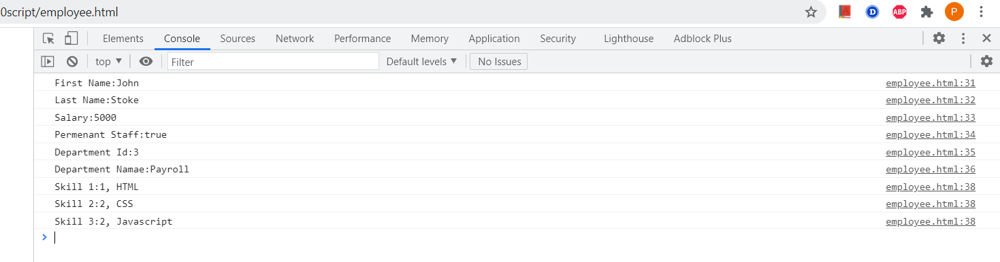 0script/employee.html
A D ABP P
Elements Console Sources Network Performance Memory Application Security Lighthouse Adblock Plus
top Filter Default levels No Issues
First Name:John employee.html:31
Last Name:Stoke employee.html:32
Salary:5000 employee.html:33
Permenant Staff:true employee.html:34
Department Id:3 employee.html:35
Department Namae:Payroll employee.html:36
Skill 1:1, HTML employee.html:38
Skill 2:2, CSS employee.html:38
Skill 3:2, Javascript employee.html:38